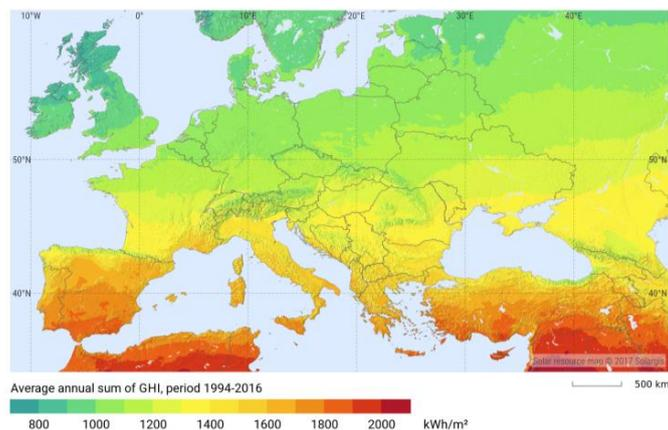 10°W 0° 10°E 20°E 30°E 40°E
50°N 50°N
40°N 40°N
Solar resource map © 2017 Solargis
500 km
Average annual sum of GHI, period 1994-2016
800 1000 1200 1400 1600 1800 2000 kWh/m²